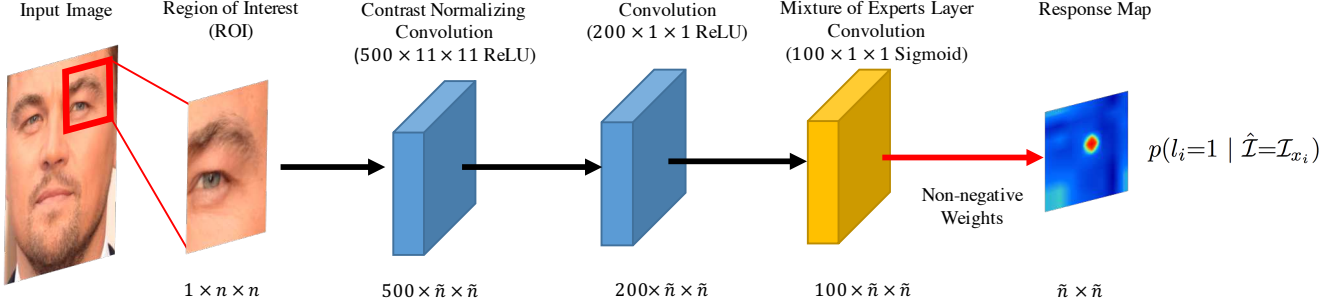 Input Image
Region of Interest
(ROI)
Contrast Normalizing
Convolution
(500 × 11 × 11 ReLU)
Convolution
(200 × 1 × 1 ReLU)
Mixture of Experts Layer
Convolution
(100 × 1 × 1 Sigmoid)
Response Map
p(l_i=1 | Î=I_{x_i})
Non-negative
Weights
1 × n × n
500 × ñ × ñ
200 × ñ × ñ
100 × ñ × ñ
ñ × ñ